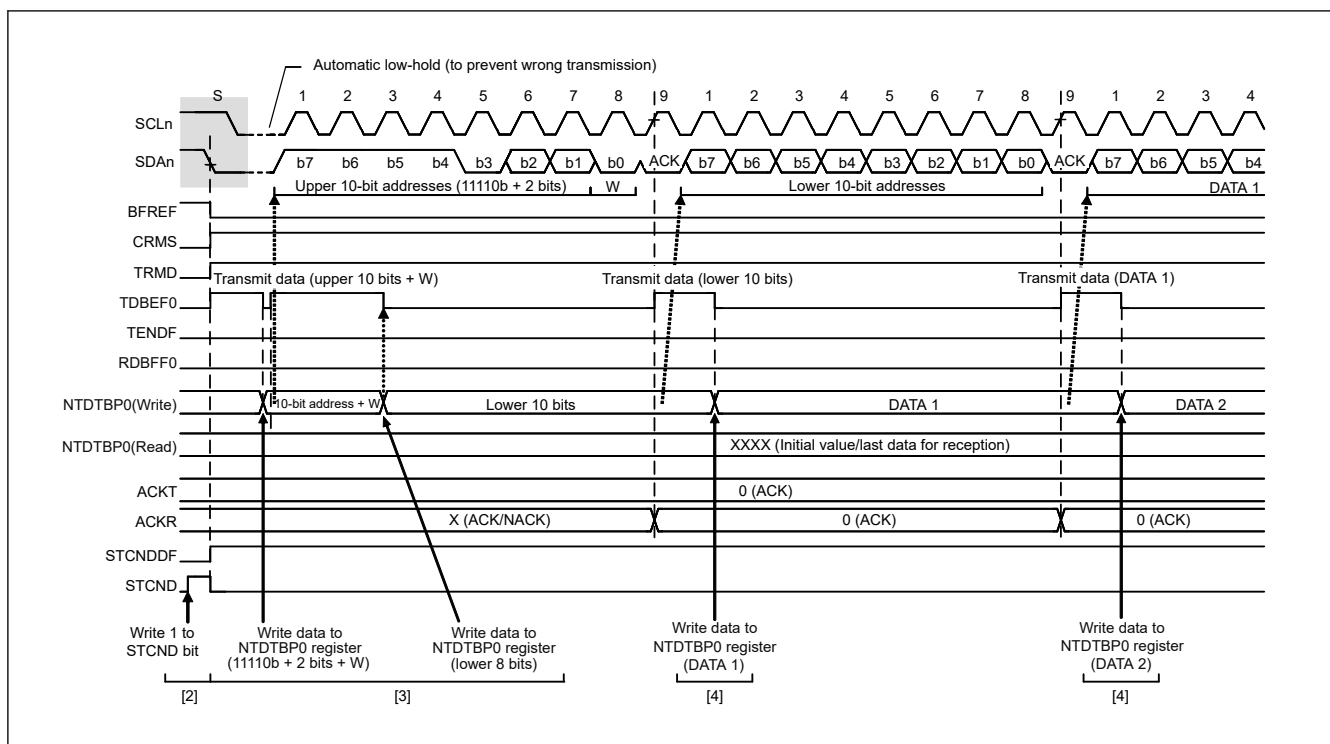 Automatic low-hold (to prevent wrong transmission)
S 1 2 3 4 5 6 7 8 9 1 2 3 4 5 6 7 8 9 1 2 3 4
SCLn
SDAn b7 b6 b5 b4 b3 b2 b1 b0 ACK b7 b6 b5 b4 b3 b2 b1 b0 ACK b7 b6 b5 b4
Upper 10-bit addresses (11110b + 2 bits) W Lower 10-bit addresses DATA 1
BFREF
CRMS
TRMD
Transmit data (upper 10 bits + W) Transmit data (lower 10 bits) Transmit data (DATA 1)
TDBEF0
TENDF
RDBFF0
NTDTBP0(Write) 10-bit address + W Lower 10 bits DATA 1 DATA 2
NTDTBP0(Read) XXXX (Initial value/last data for reception)
ACKT 0 (ACK)
ACKR X (ACK/NACK) 0 (ACK) 0 (ACK)
STCNDDF
STCND
Write 1 to
STCND bit
Write data to
NTDTBP0 register
(11110b + 2 bits + W)
Write data to
NTDTBP0 register
(lower 8 bits)
Write data to
NTDTBP0 register
(DATA 1)
Write data to
NTDTBP0 register
(DATA 2)
[2] [3] [4] [4]